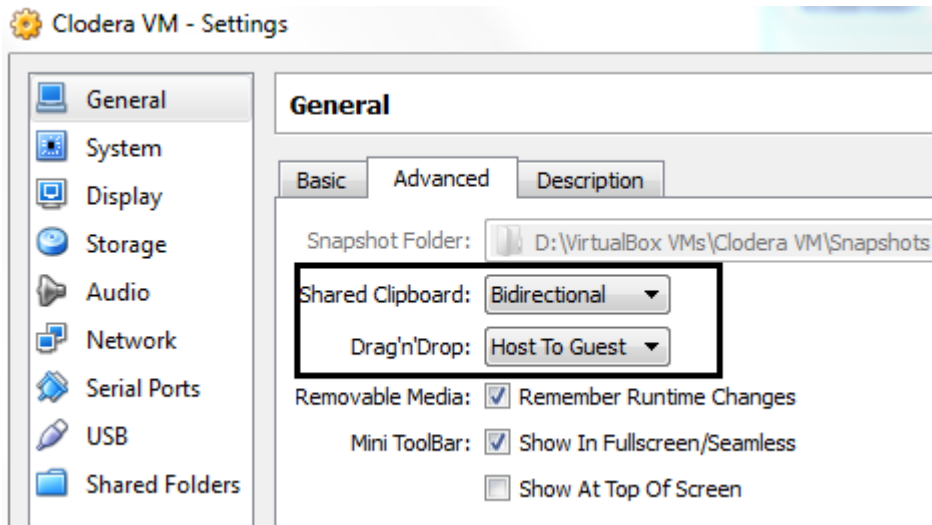 Clodera VM - Settings
General
System
Display
Storage
Audio
Network
Serial Ports
USB
Shared Folders
General
Basic Advanced Description
Snapshot Folder: D:\VirtualBox VMs\Clodera VM\Snapshots
Shared Clipboard: Bidirectional
Drag'n'Drop: Host To Guest
Removable Media: Remember Runtime Changes
Mini ToolBar: Show In Fullscreen/Seamless
Show At Top Of Screen